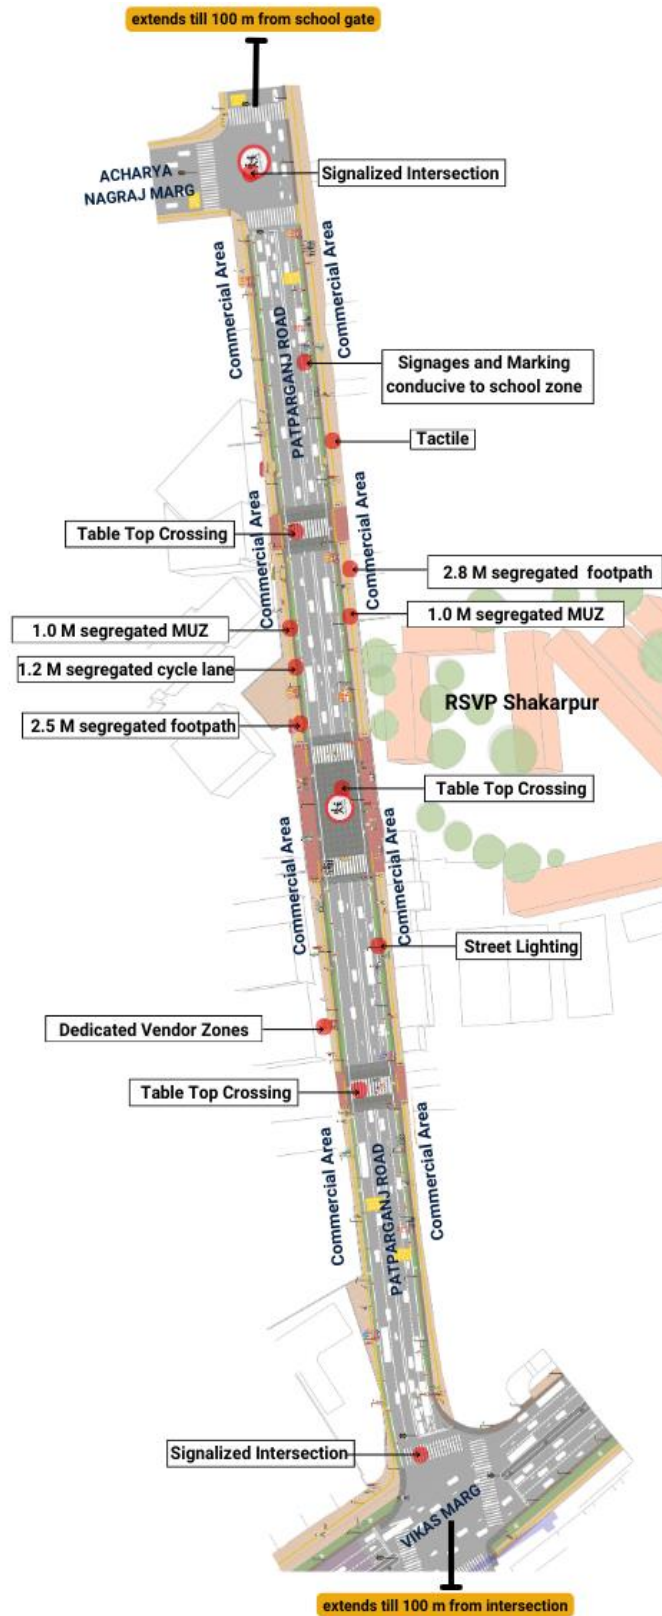 extends till 100 m from school gate
ACHARYA
NAGRAJ MARG
Signalized Intersection
Commercial Area
Commercial Area
PATPARGANJ ROAD
Signages and Marking
conducive to school zone
Tactile
Commercial Area
Commercial Area
Table Top Crossing
2.8 M segregated footpath
1.0 M segregated MUZ
1.0 M segregated MUZ
1.2 M segregated cycle lane
RSVP Shakarpur
2.5 M segregated footpath
Table Top Crossing
Commercial Area
Commercial Area
Street Lighting
Dedicated Vendor Zones
Table Top Crossing
Commercial Area
Commercial Area
PATPARGANJ ROAD
Signalized Intersection
VIKAS MARG
extends till 100 m from intersection